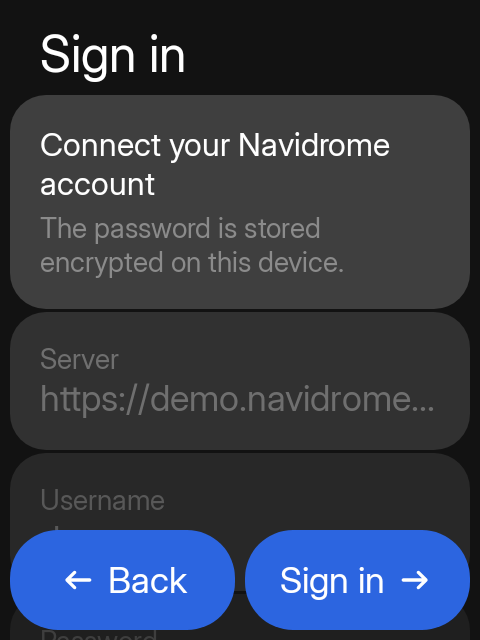 Sign in
Connect your Navidrome
account
The password is stored
encrypted on this device.
Server
https://demo.navidrome...
Username
← Back
Sign in →
Password